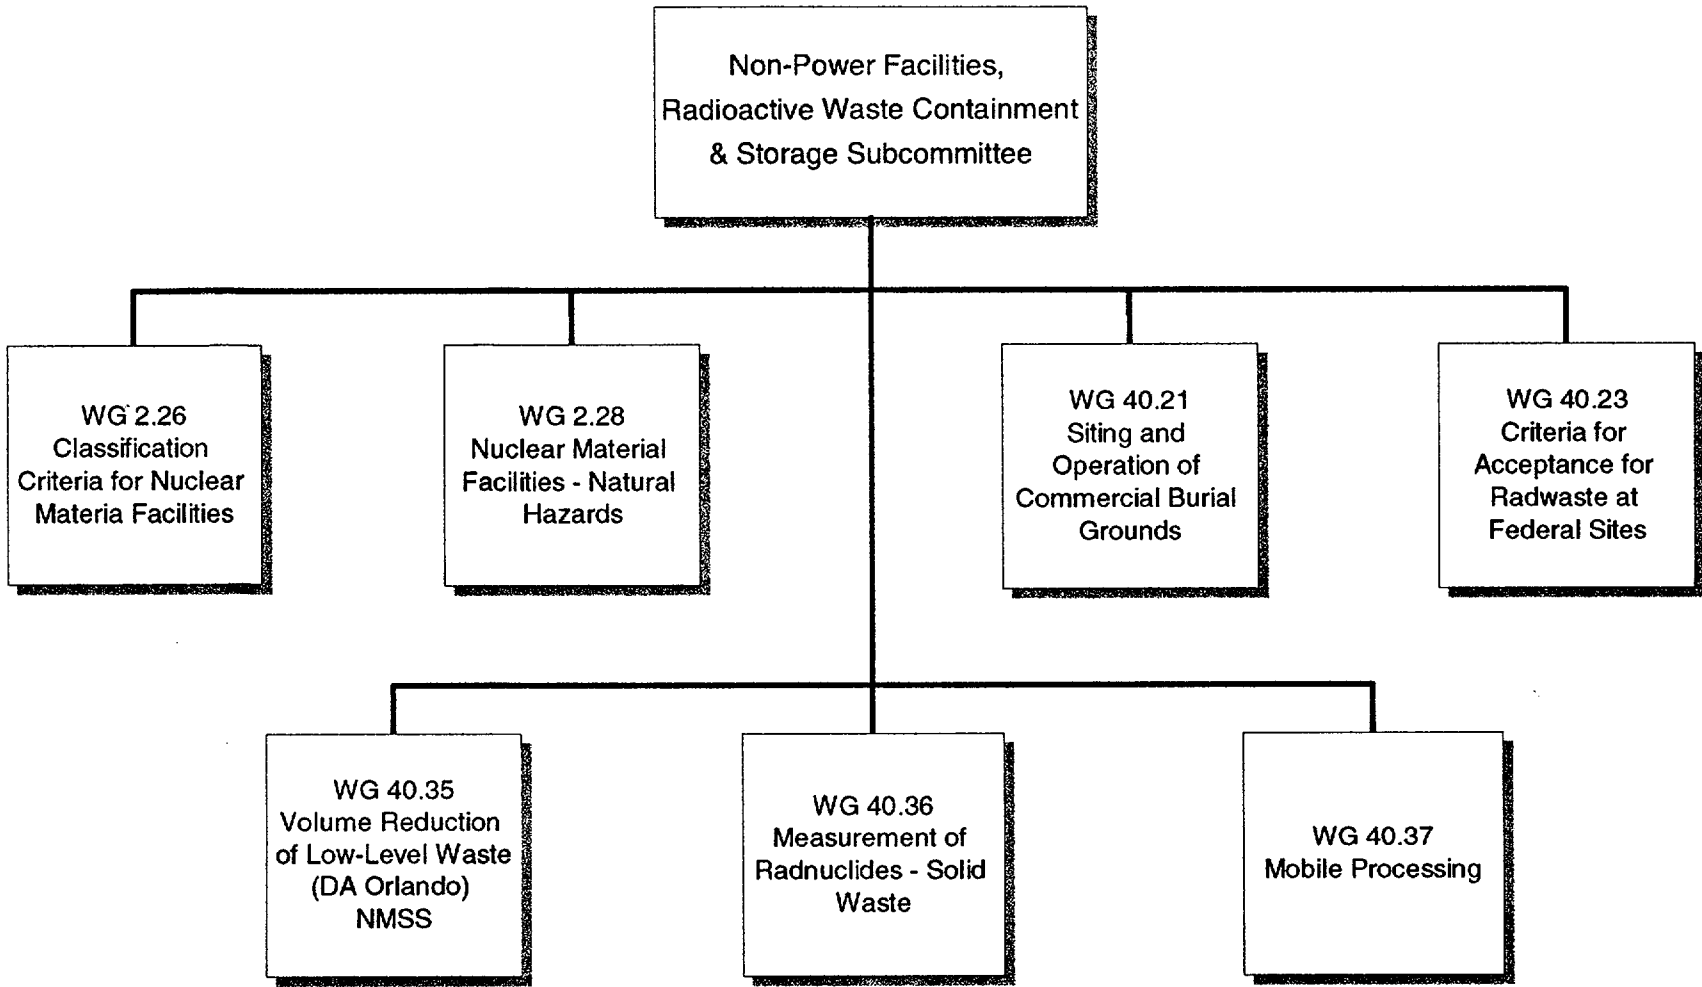 Non-Power Facilities,
Radioactive Waste Containment
& Storage Subcommittee
WG 2.26
Classification
Criteria for Nuclear
Materia Facilities
WG 2.28
Nuclear Material
Facilities - Natural
Hazards
WG 40.21
Siting and
Operation of
Commercial Burial
Grounds
WG 40.23
Criteria for
Acceptance for
Radwaste at
Federal Sites
WG 40.35
Volume Reduction
of Low-Level Waste
(DA Orlando)
NMSS
WG 40.36
Measurement of
Radnuclides - Solid
Waste
WG 40.37
Mobile Processing